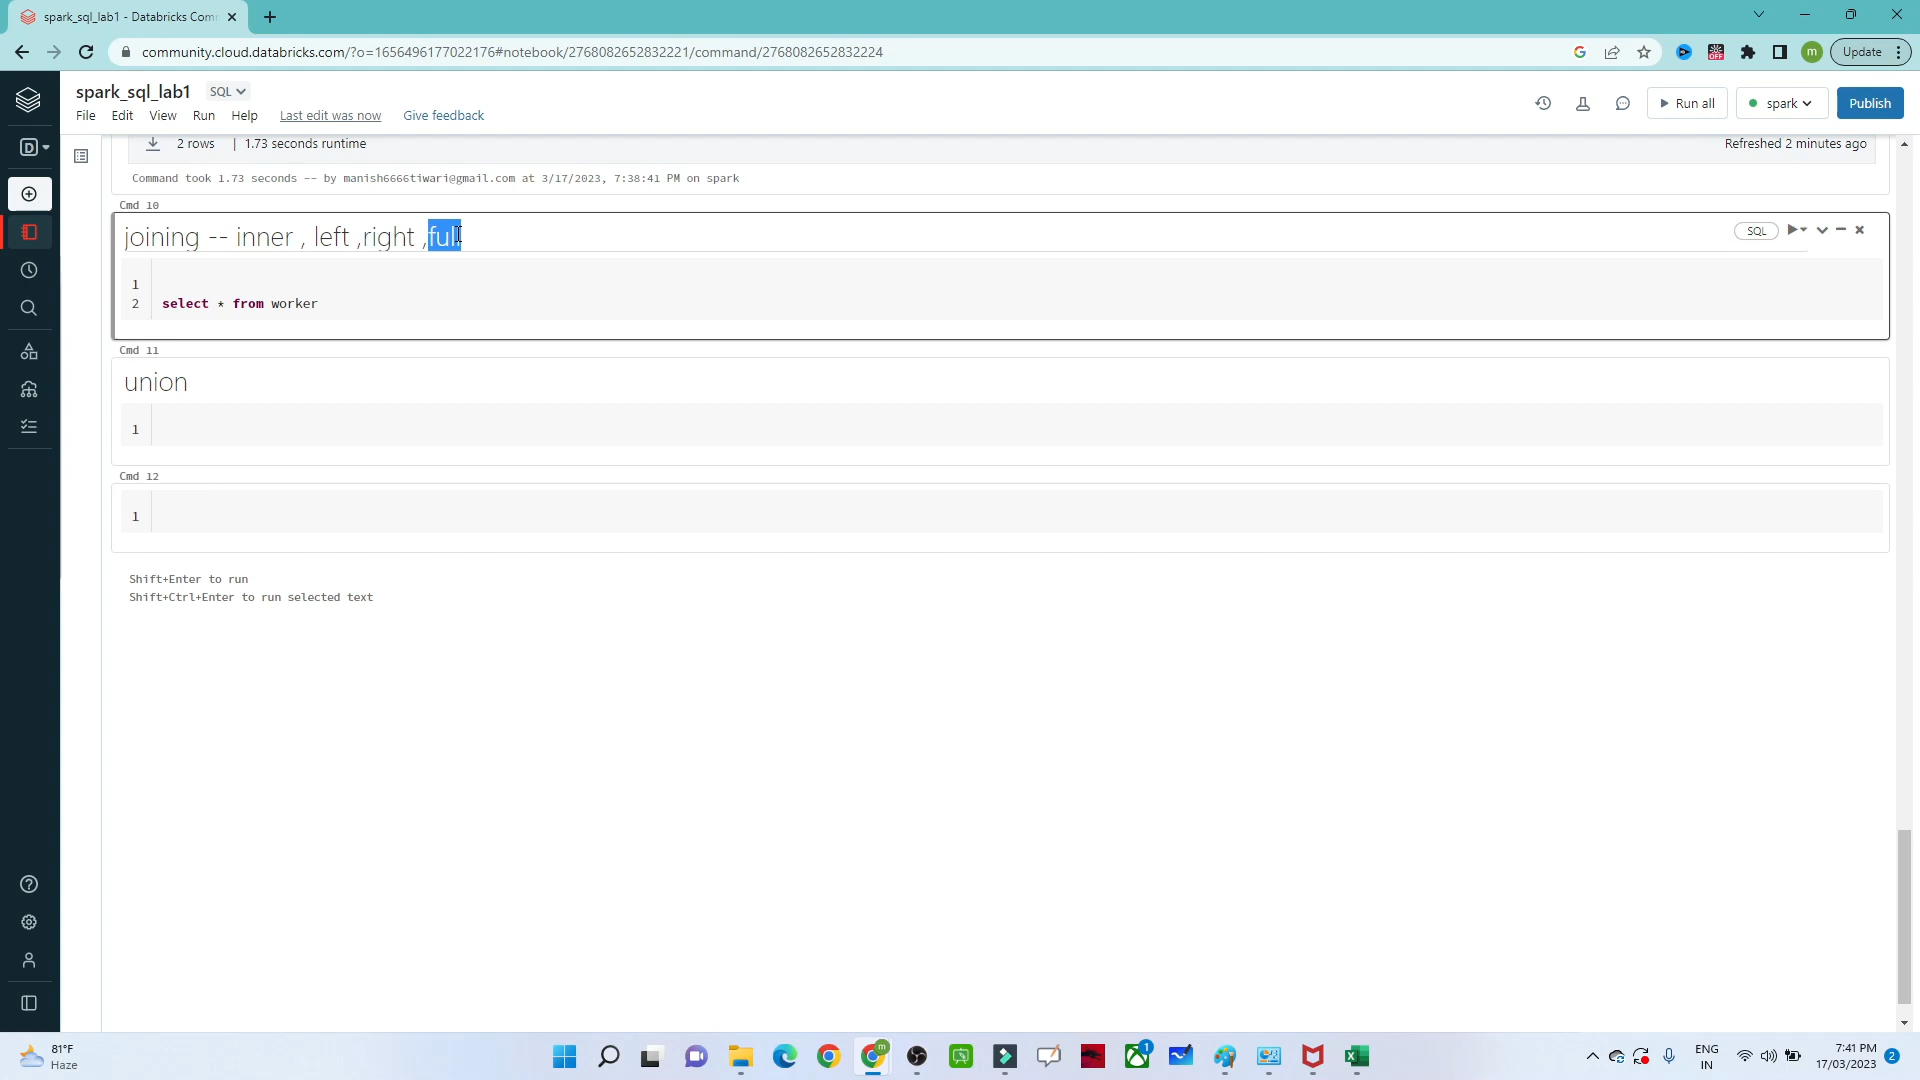 spark_sql_lab1 - Databricks Com
community.cloud.databricks.com/?o=1656496177022176#notebook/2768082652832221/command/2768082652832224
OFF
m
Update
spark_sql_lab1
SQL
File Edit View Run Help Last edit was now Give feedback
Run all
spark
Publish
D
2 rows | 1.73 seconds runtime
Refreshed 2 minutes ago
Command took 1.73 seconds -- by manish6666tiwari@gmail.com at 3/17/2023, 7:38:41 PM on spark
Cmd 10
joining -- inner , left ,right ,full
SQL
1
2 select * from worker
Cmd 11
union
1
Cmd 12
1
Shift+Enter to run
Shift+Ctrl+Enter to run selected text
81°F
Haze
m
1
ENG
IN
7:41 PM
17/03/2023
2